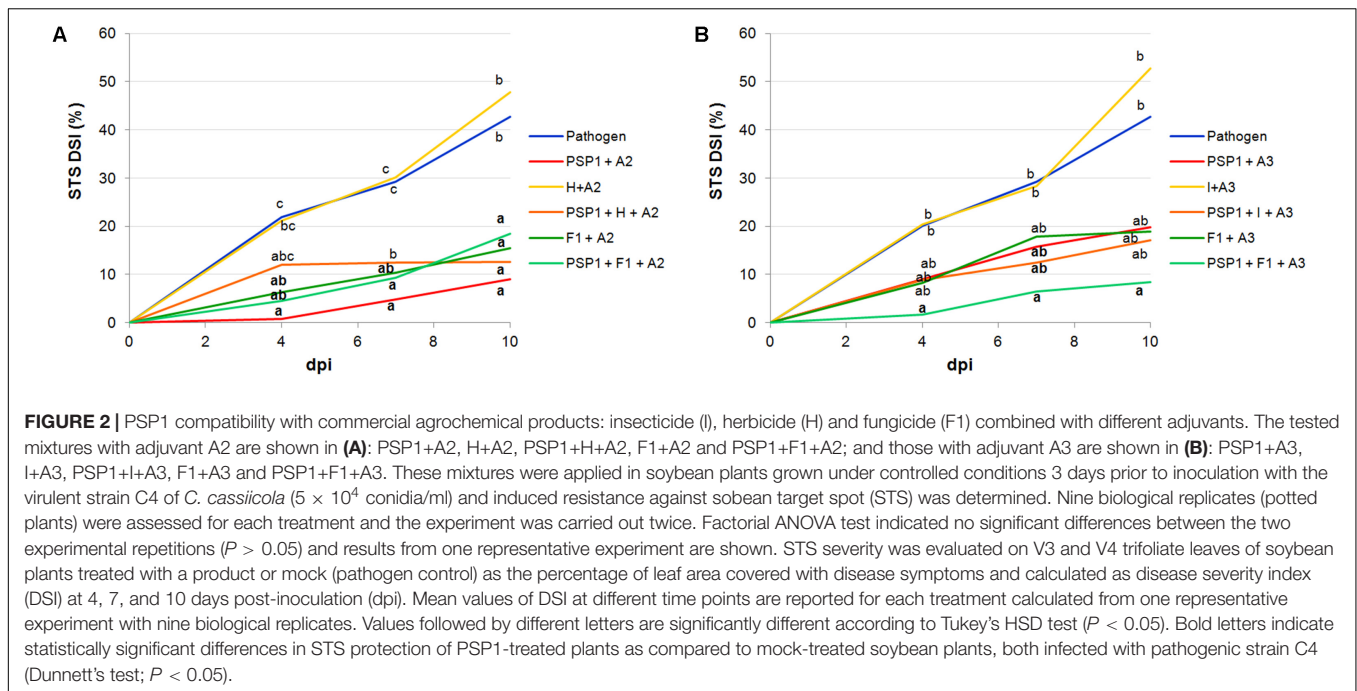 A
60
50
40
30
20
10
0
STS DSI (%)
0 2 4 6 8 10
dpi
c
bc
abc
ab
ab
a
c
c
b
ab
a
a
b
b
a
a
a
a
Pathogen
PSP1 + A2
H+A2
PSP1 + H + A2
F1 + A2
PSP1 + F1 + A2
B
60
50
40
30
20
10
0
STS DSI (%)
0 2 4 6 8 10
dpi
b
b
ab
ab
ab
a
b
b
ab
ab
ab
a
b
b
ab
ab
ab
a
Pathogen
PSP1 + A3
I+A3
PSP1 + I + A3
F1 + A3
PSP1 + F1 + A3
FIGURE 2 | PSP1 compatibility with commercial agrochemical products: insecticide (I), herbicide (H) and fungicide (F1) combined with different adjuvants. The tested
mixtures with adjuvant A2 are shown in (A): PSP1+A2, H+A2, PSP1+H+A2, F1+A2 and PSP1+F1+A2; and those with adjuvant A3 are shown in (B): PSP1+A3,
I+A3, PSP1+I+A3, F1+A3 and PSP1+F1+A3. These mixtures were applied in soybean plants grown under controlled conditions 3 days prior to inoculation with the
virulent strain C4 of C. cassiicola (5 × 10⁴ conidia/ml) and induced resistance against sobean target spot (STS) was determined. Nine biological replicates (potted
plants) were assessed for each treatment and the experiment was carried out twice. Factorial ANOVA test indicated no significant differences between the two
experimental repetitions (P > 0.05) and results from one representative experiment are shown. STS severity was evaluated on V3 and V4 trifoliate leaves of soybean
plants treated with a product or mock (pathogen control) as the percentage of leaf area covered with disease symptoms and calculated as disease severity index
(DSI) at 4, 7, and 10 days post-inoculation (dpi). Mean values of DSI at different time points are reported for each treatment calculated from one representative
experiment with nine biological replicates. Values followed by different letters are significantly different according to Tukey's HSD test (P < 0.05). Bold letters indicate
statistically significant differences in STS protection of PSP1-treated plants as compared to mock-treated soybean plants, both infected with pathogenic strain C4
(Dunnett's test; P < 0.05).